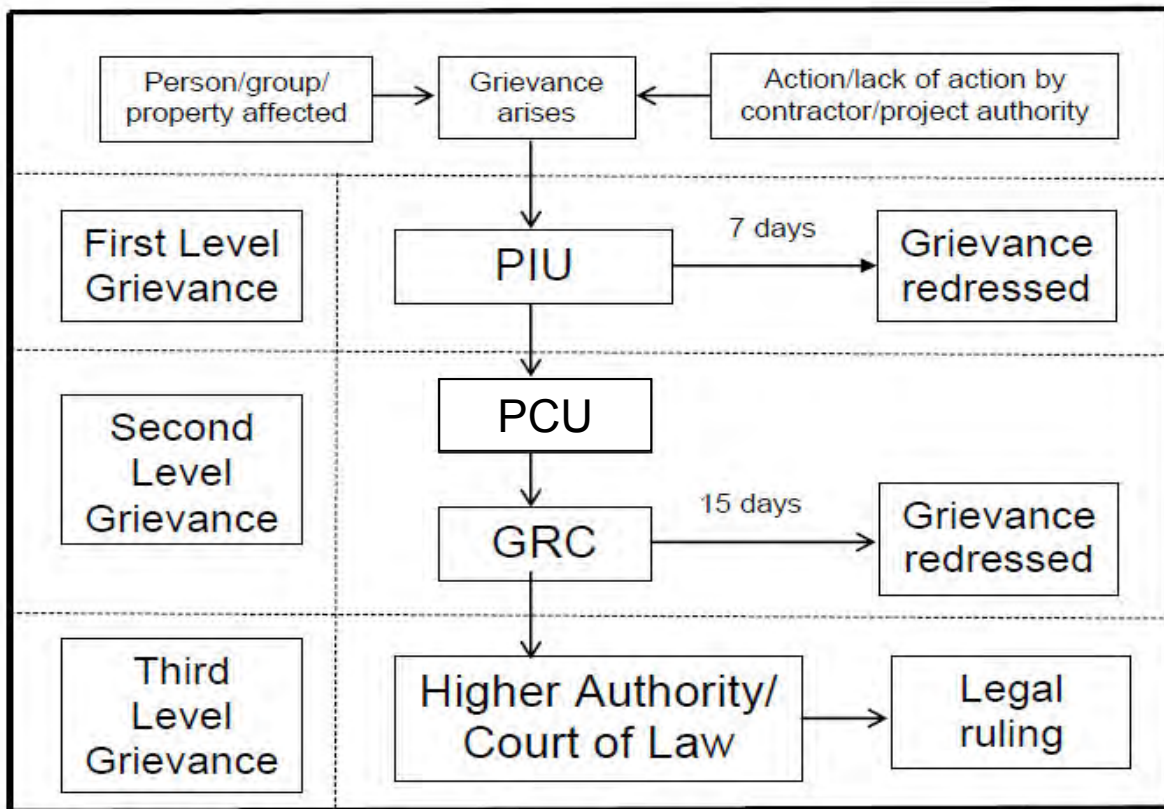 Person/group/
property affected
Grievance
arises
Action/lack of action by
contractor/project authority
First Level
Grievance
PIU
7 days
Grievance
redressed
Second
Level
Grievance
PCU
GRC
15 days
Grievance
redressed
Third
Level
Grievance
Higher Authority/
Court of Law
Legal
ruling